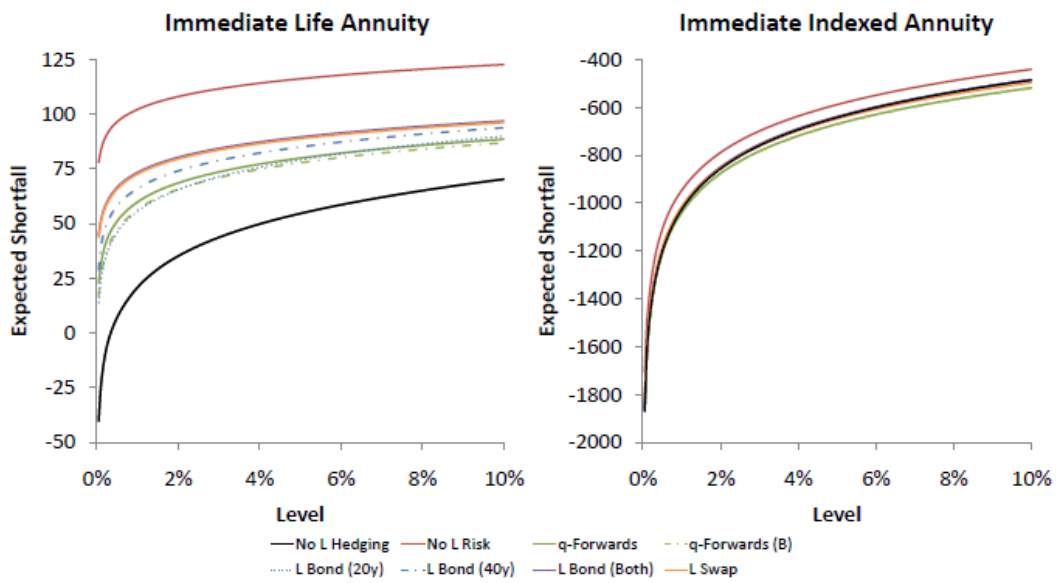 Immediate Life Annuity
Immediate Indexed Annuity
125
100
75
50
25
0
-25
-50
Expected Shortfall
0% 2% 4% 6% 8% 10%
Level
-400
-600
-800
-1000
-1200
-1400
-1600
-1800
-2000
Expected Shortfall
0% 2% 4% 6% 8% 10%
Level
No L Hedging No L Risk q-Forwards q-Forwards (B)
L Bond (20y) L Bond (40y) L Bond (Both) L Swap